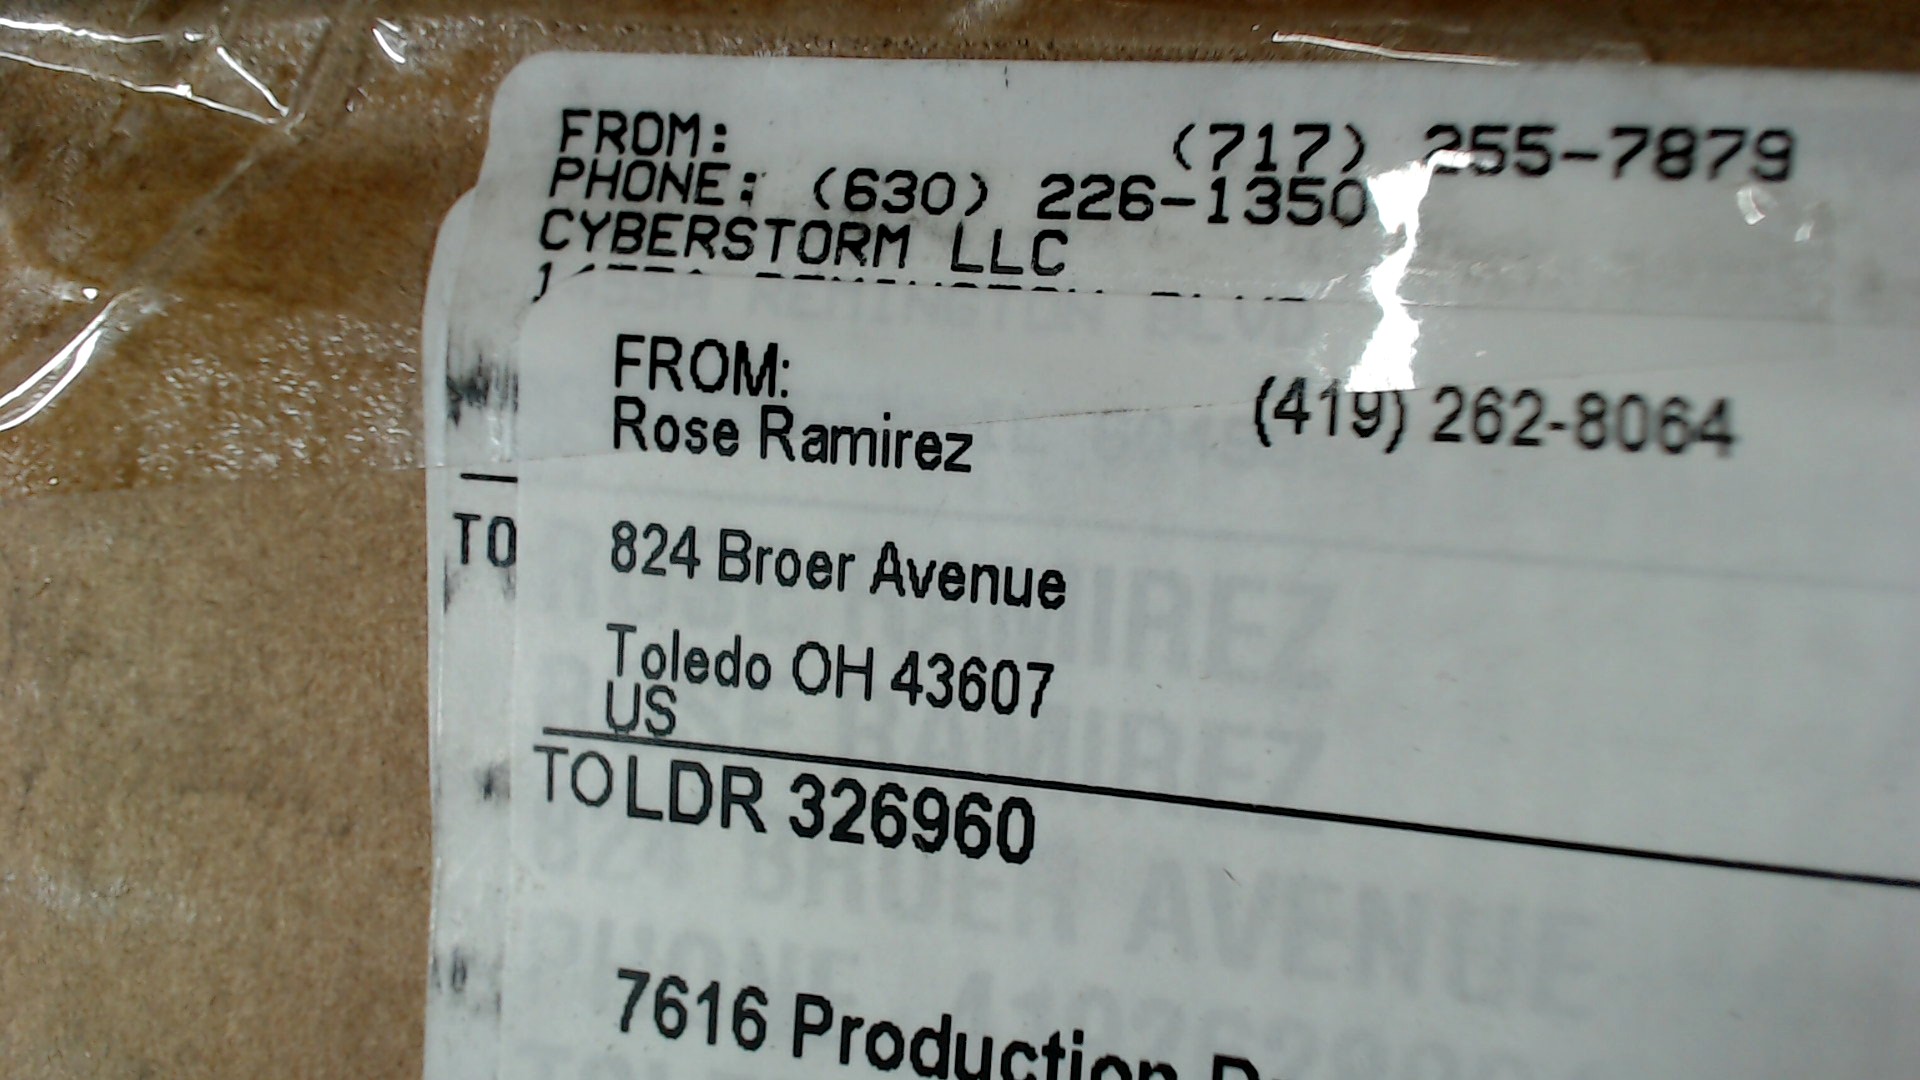 FROM:
(717) 255-7879
PHONE: (630) 226-1350
CYBERSTORM LLC
FROM:
Rose Ramirez
(419) 262-8064
TO
824 Broer Avenue
Toledo OH 43607
US
TO LDR 326960
7616 Production